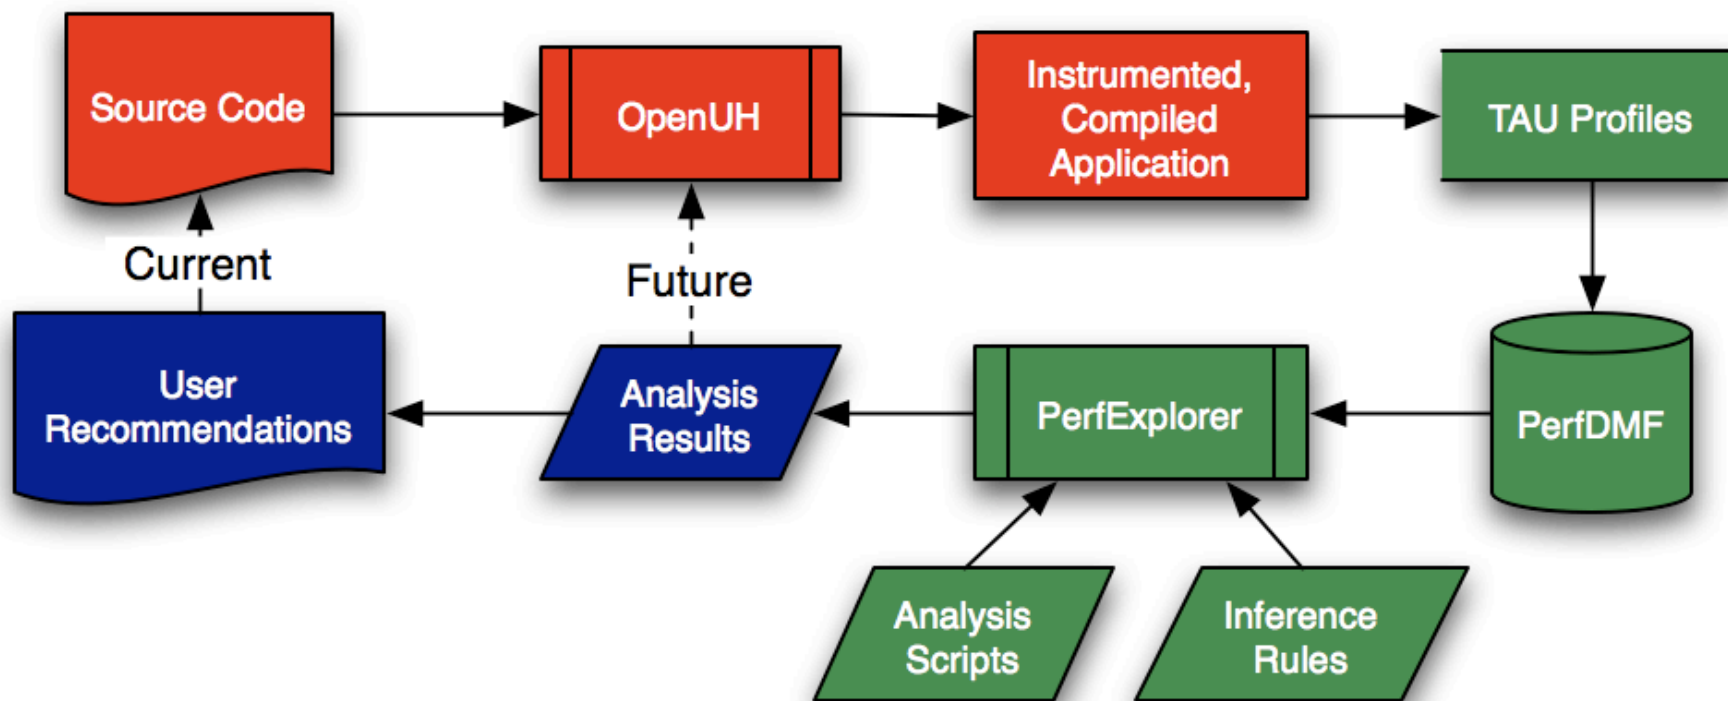 Source Code
OpenUH
Instrumented,
Compiled
Application
TAU Profiles
Current
Future
User
Recommendations
Analysis
Results
PerfExplorer
PerfDMF
Analysis
Scripts
Inference
Rules